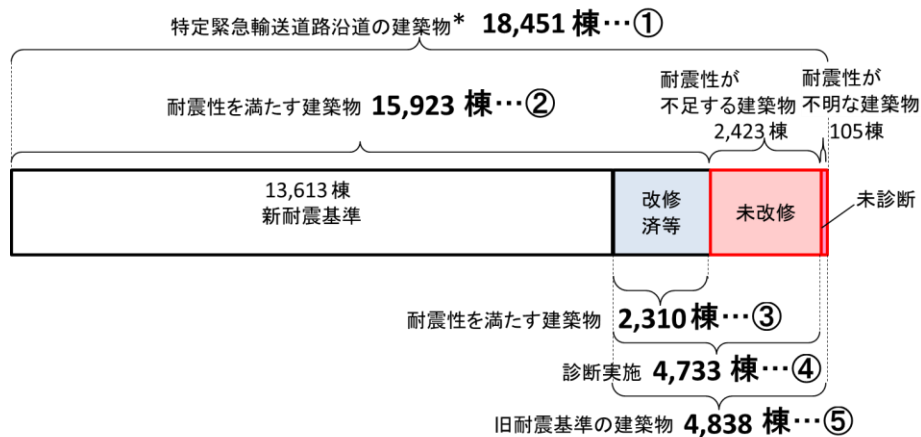 特定緊急輸送道路沿道の建築物* 18,451 棟…①
耐震性を満たす建築物 15,923 棟…②
耐震性が
不足する建築物
2,423 棟
耐震性が
不明な建築物
105棟
13,613 棟
新耐震基準
改修
済等
未改修
未診断
耐震性を満たす建築物 2,310 棟…③
診断実施 4,733 棟…④
旧耐震基準の建築物 4,838 棟…⑤